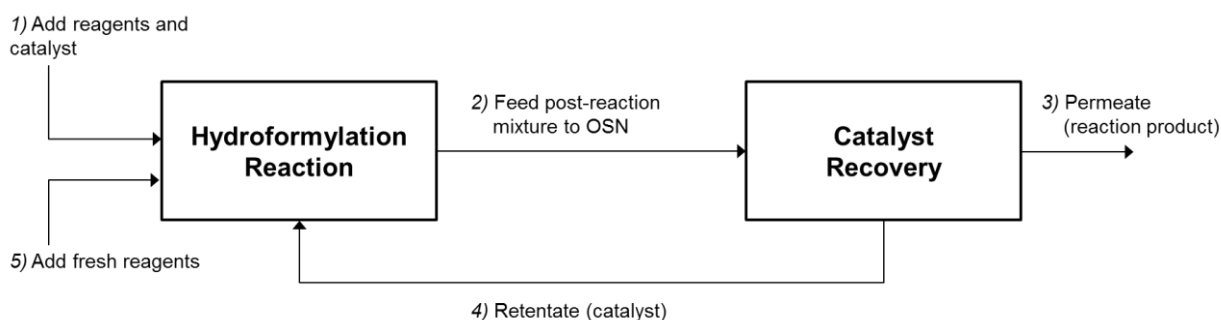 1) Add reagents and
catalyst
Hydroformylation
Reaction
2) Feed post-reaction
mixture to OSN
Catalyst
Recovery
3) Permeate
(reaction product)
5) Add fresh reagents
4) Retentate (catalyst)